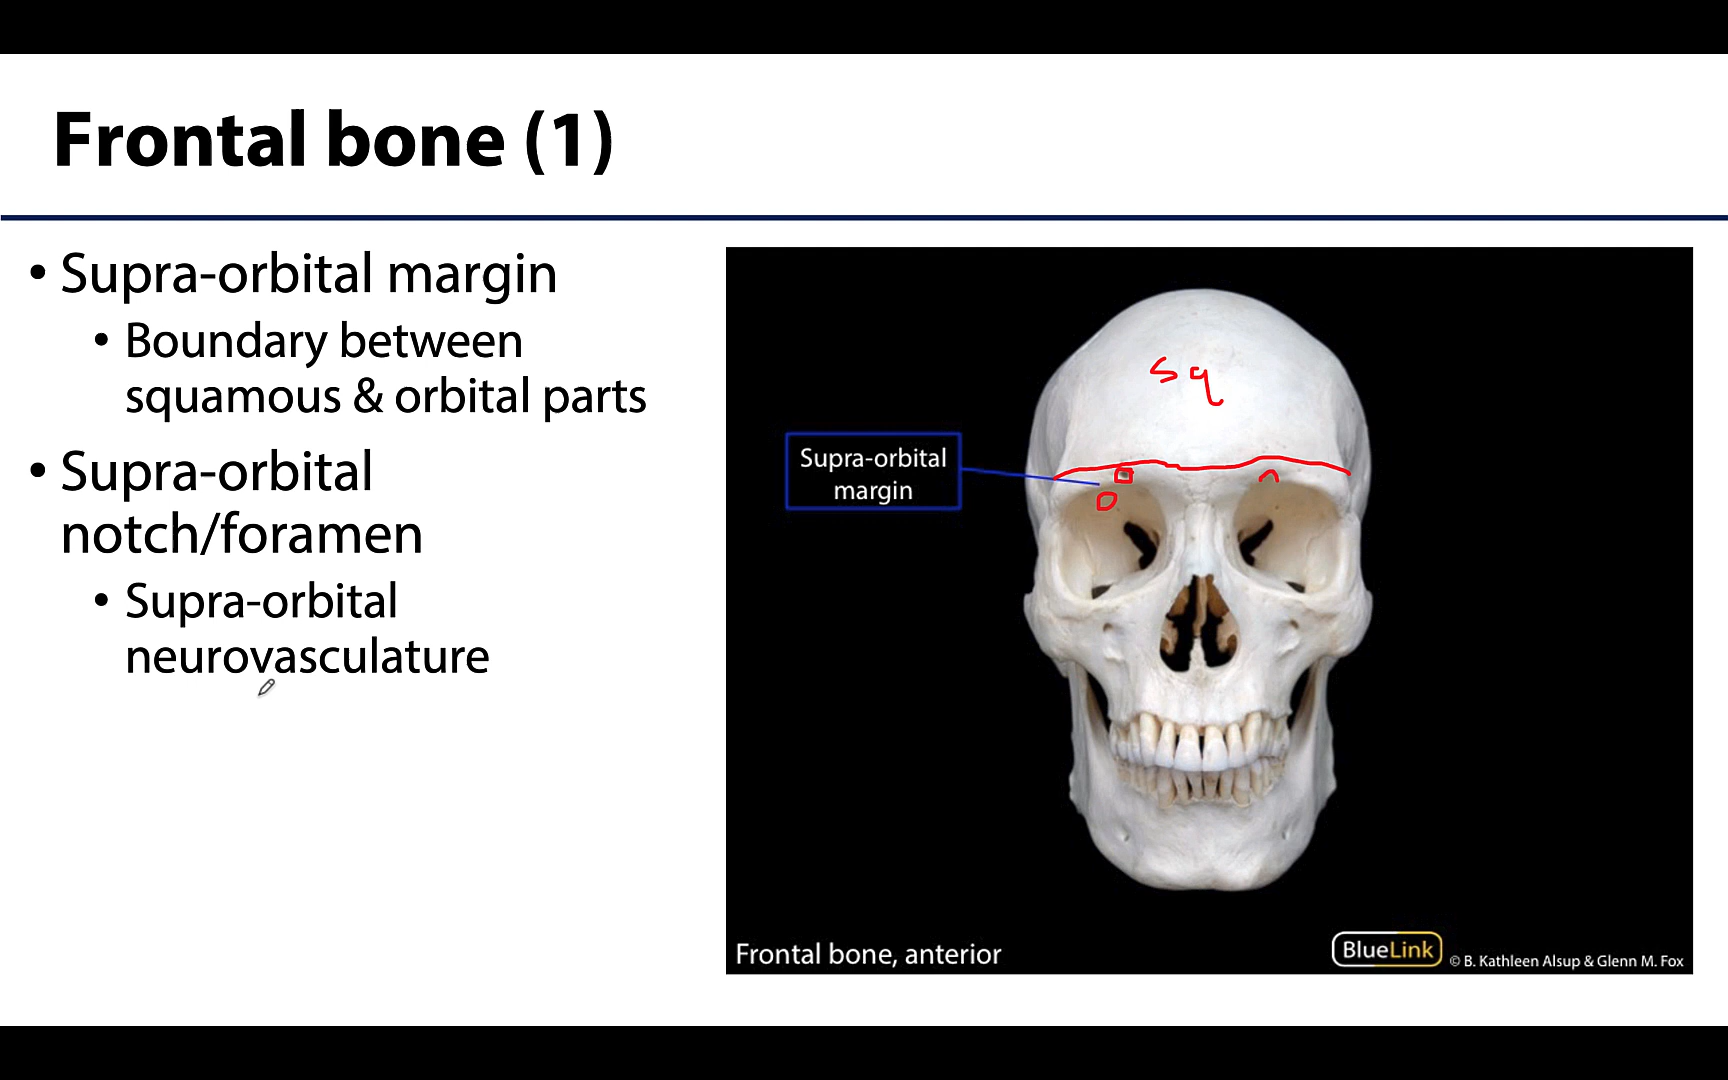 Frontal bone (1)
• Supra-orbital margin
• Boundary between
squamous & orbital parts
• Supra-orbital
notch/foramen
• Supra-orbital
neurovasculature
sq
Supra-orbital
margin
o
Frontal bone, anterior
BlueLink
© B. Kathleen Alsup & Glenn M. Fox